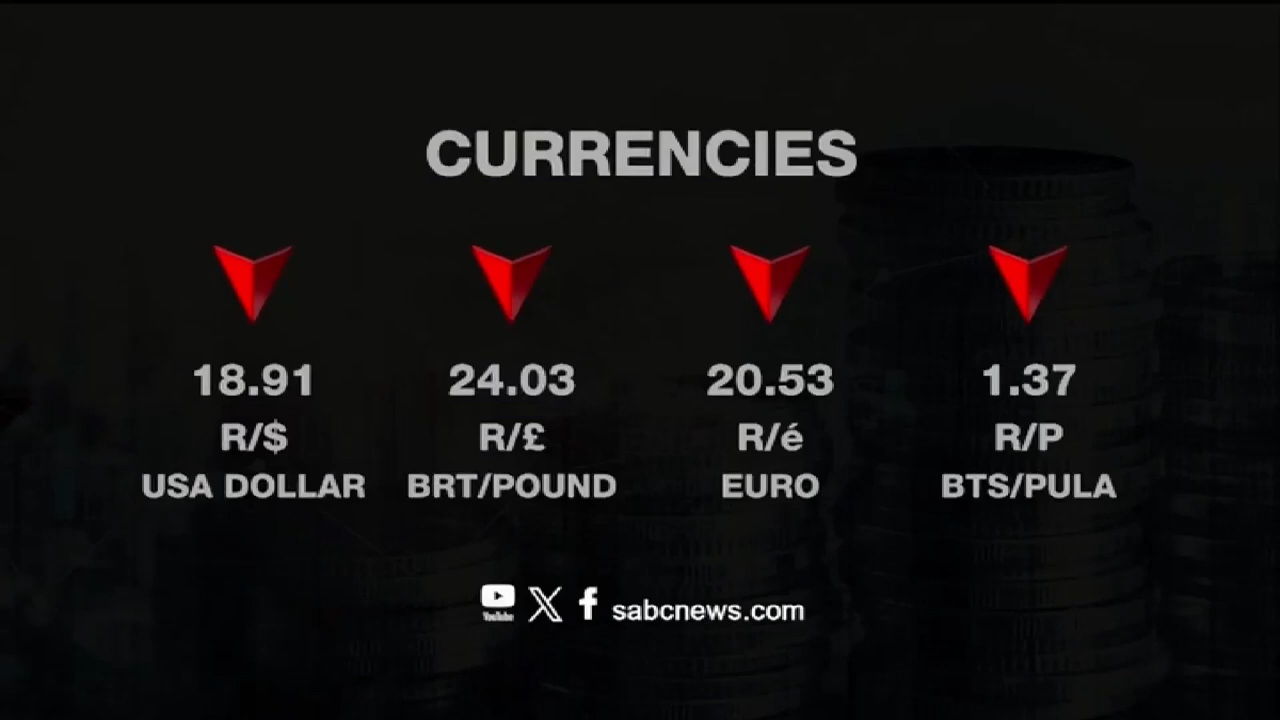 CURRENCIES
18.91 24.03 20.53 1.37
R/$ R/£ R/é R/P
USA DOLLAR BRT/POUND EURO BTS/PULA
YouTube X f sabcnews.com